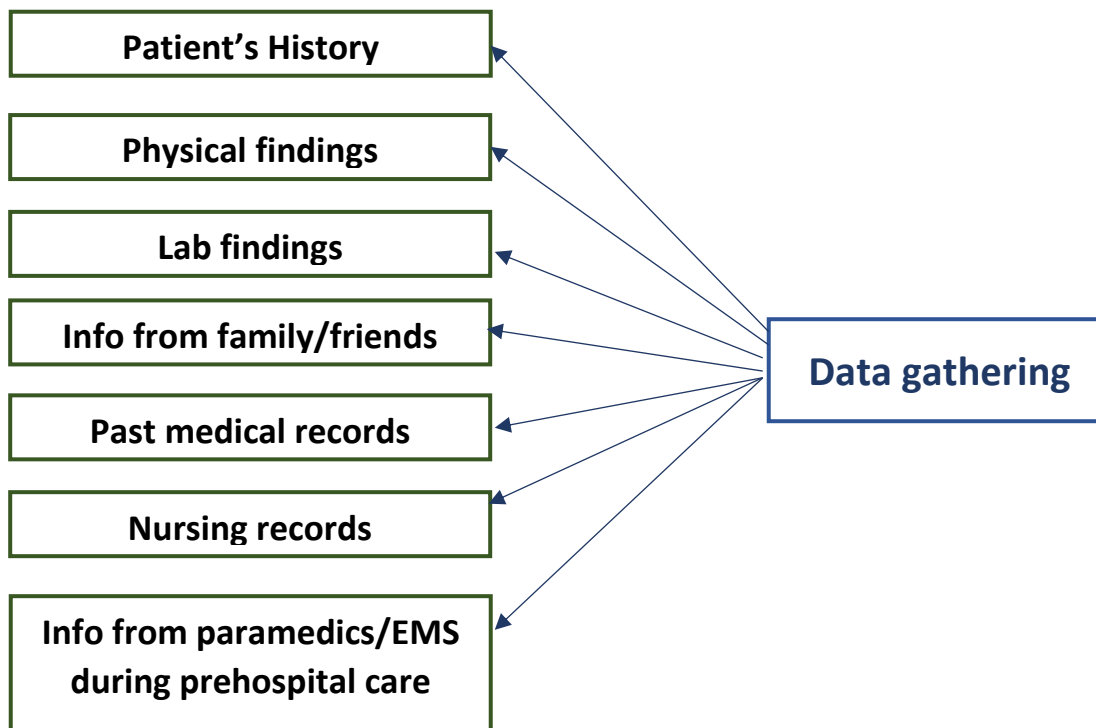 Patient’s History
Physical findings
Lab findings
Info from family/friends
Data gathering
Past medical records
Nursing records
Info from paramedics/EMS
during prehospital care